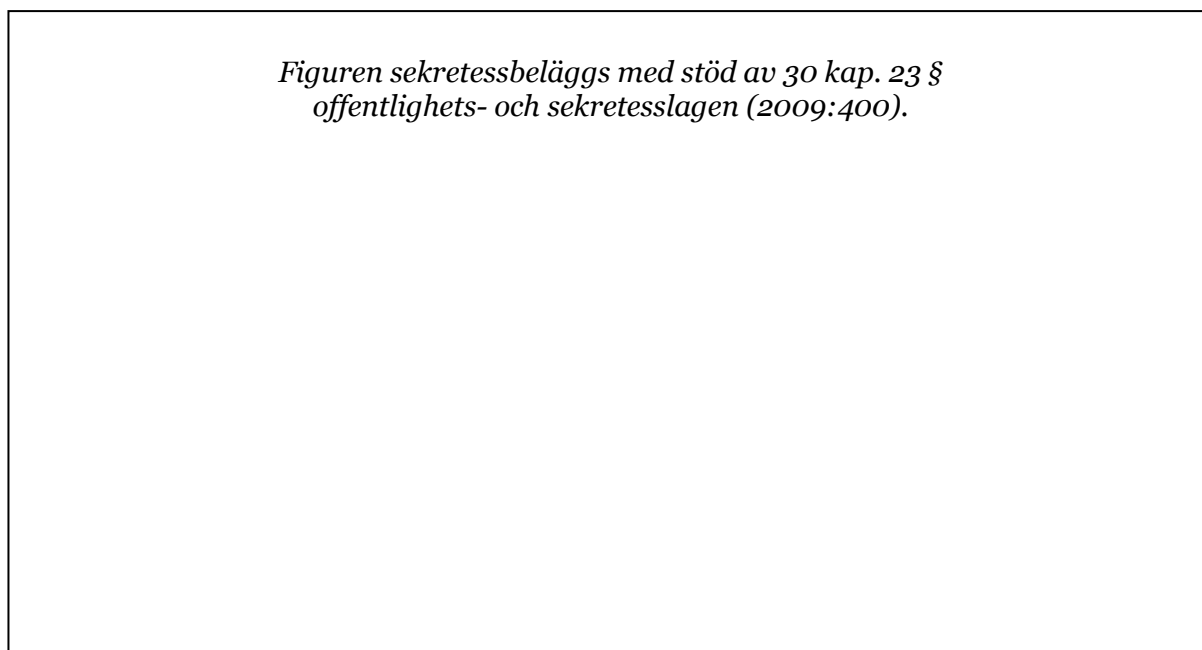 Figuren sekretessbeläggs med stöd av 30 kap. 23 §
offentlighets- och sekretesslagen (2009:400).